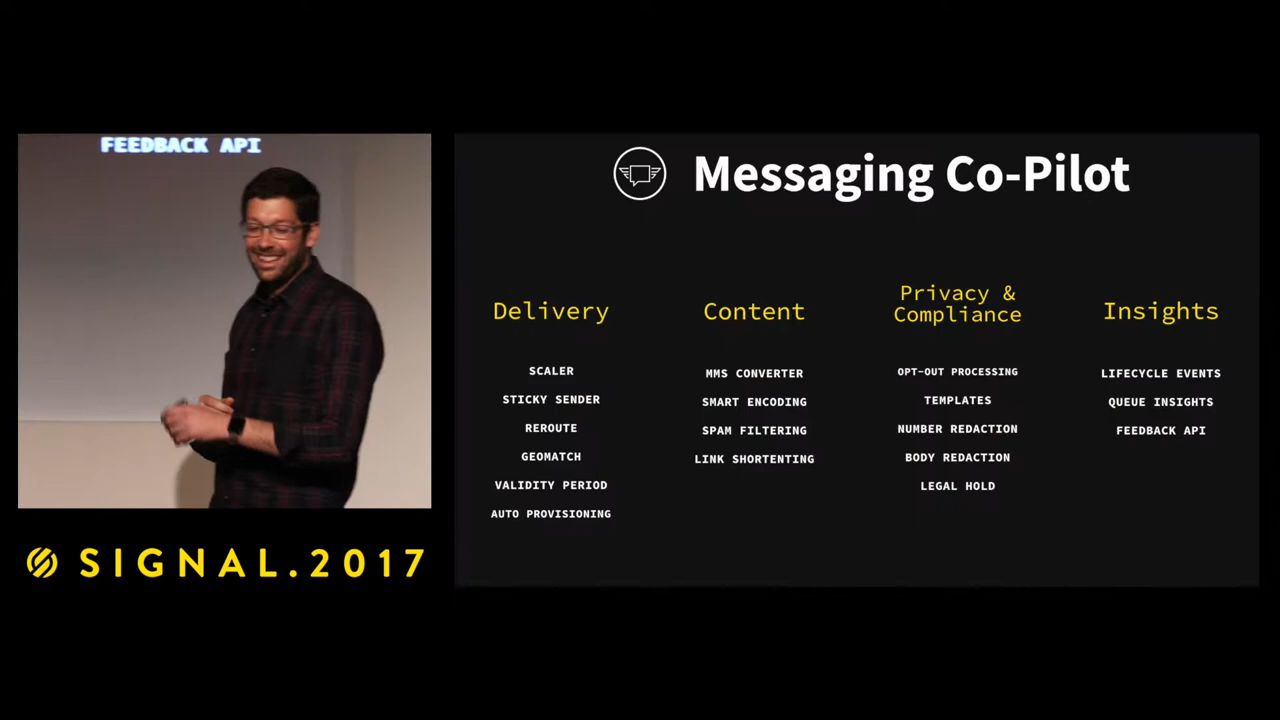 FEEDBACK API
SIGNAL.2017
Messaging Co-Pilot
Delivery
SCALER
STICKY SENDER
REROUTE
GEOMATCH
VALIDITY PERIOD
AUTO PROVISIONING
Content
MMS CONVERTER
SMART ENCODING
SPAM FILTERING
LINK SHORTENTING
Privacy &
Compliance
OPT-OUT PROCESSING
TEMPLATES
NUMBER REDACTION
BODY REDACTION
LEGAL HOLD
Insights
LIFECYCLE EVENTS
QUEUE INSIGHTS
FEEDBACK API